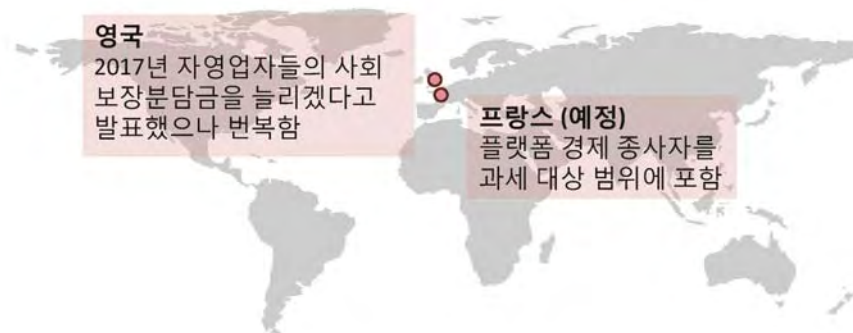 영국
2017년 자영업자들의 사회
보장분담금을 늘리겠다고
발표했으나 번복함
프랑스 (예정)
플랫폼 경제 종사자를
과세 대상 범위에 포함